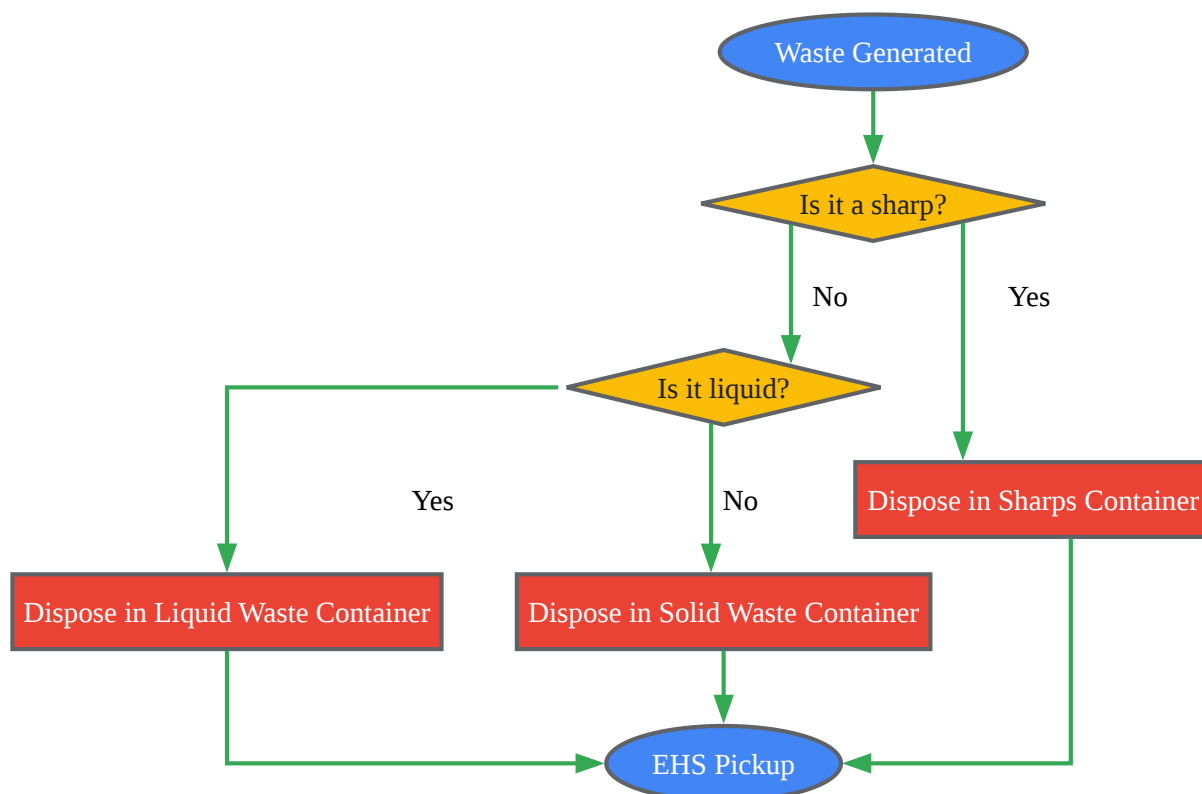 Waste Generated
Is it a sharp?
No
Yes
Is it liquid?
Yes
No
Dispose in Sharps Container
Dispose in Liquid Waste Container
Dispose in Solid Waste Container
EHS Pickup